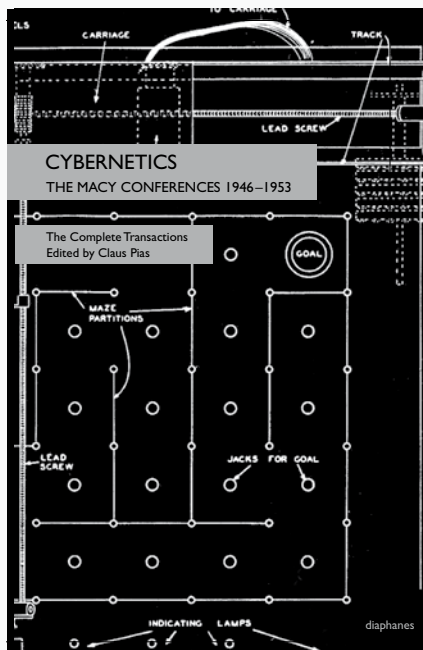 TO CARRIAGE
ELS
CARRIAGE
TRACK
LEAD SCREW
CYBERNETICS
THE MACY CONFERENCES 1946–1953
The Complete Transactions
Edited by Claus Pias
GOAL
MAZE
PARTITIONS
LEAD
SCREW
JACKS FOR GOAL
INDICATING LAMPS
diaphanes